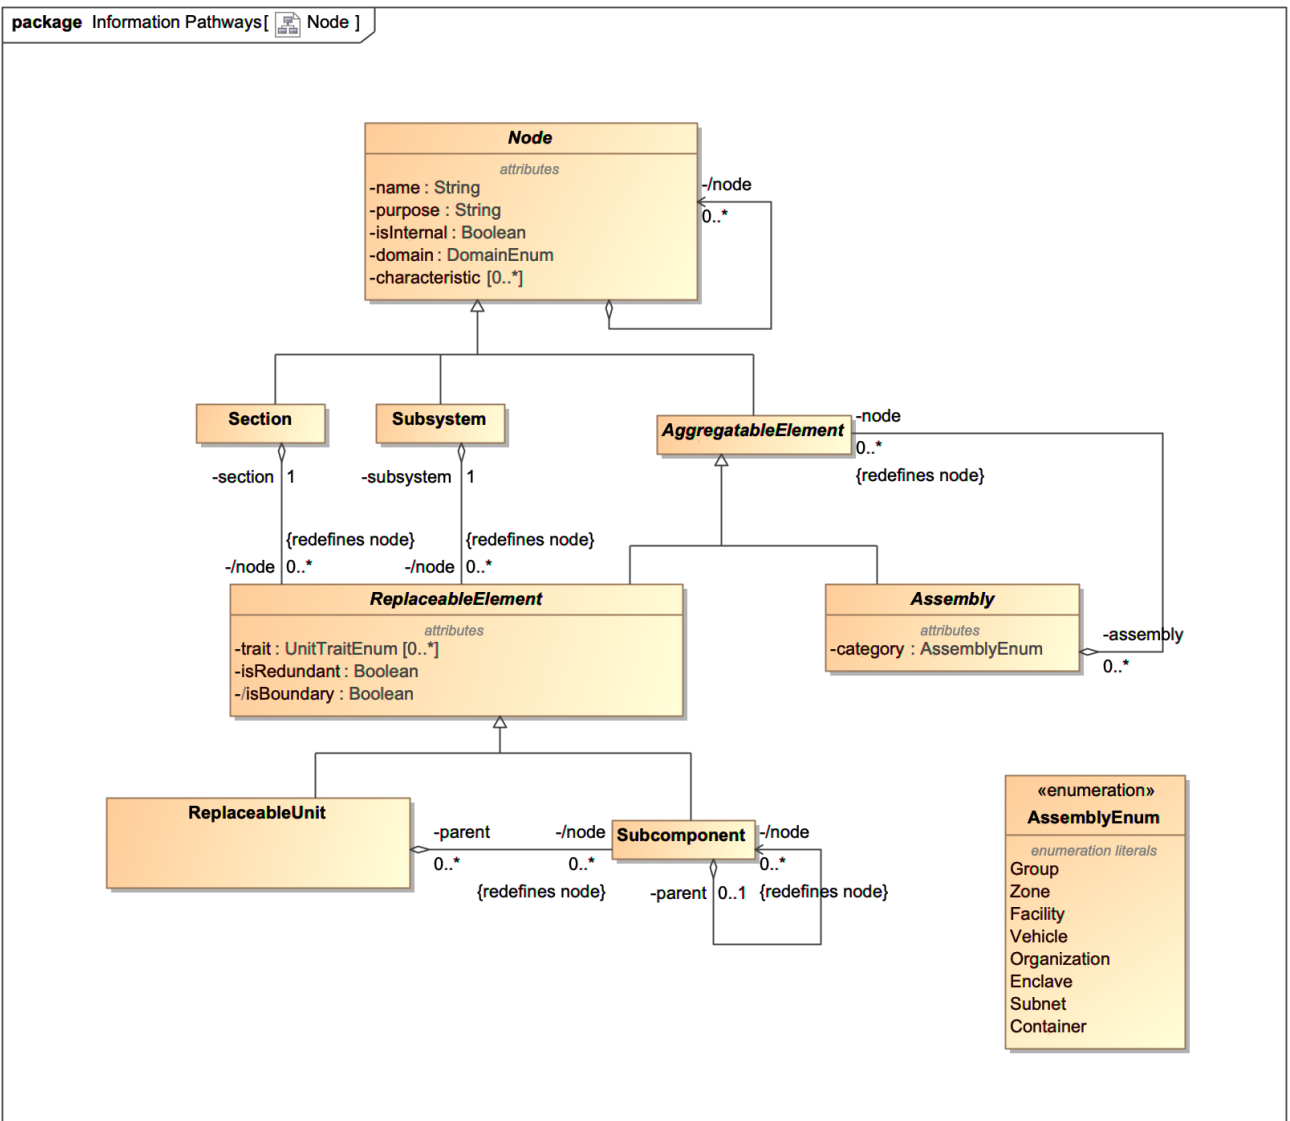 package Information Pathways[ Node ]
Node
attributes
-name : String
-purpose : String
-isInternal : Boolean
-domain : DomainEnum
-characteristic [0..*]
-/node
0..*
Section
Subsystem
AggregatableElement
-node
0..*
{redefines node}
-section 1
-subsystem 1
{redefines node}
-/node 0..*
{redefines node}
-/node 0..*
ReplaceableElement
attributes
-trait : UnitTraitEnum [0..*]
-isRedundant : Boolean
-/isBoundary : Boolean
Assembly
attributes
-category : AssemblyEnum
-assembly
0..*
ReplaceableUnit
-parent
0..*
-/node
0..*
{redefines node}
Subcomponent
-/node
0..*
{redefines node}
-parent 0..1
«enumeration»
AssemblyEnum
enumeration literals
Group
Zone
Facility
Vehicle
Organization
Enclave
Subnet
Container